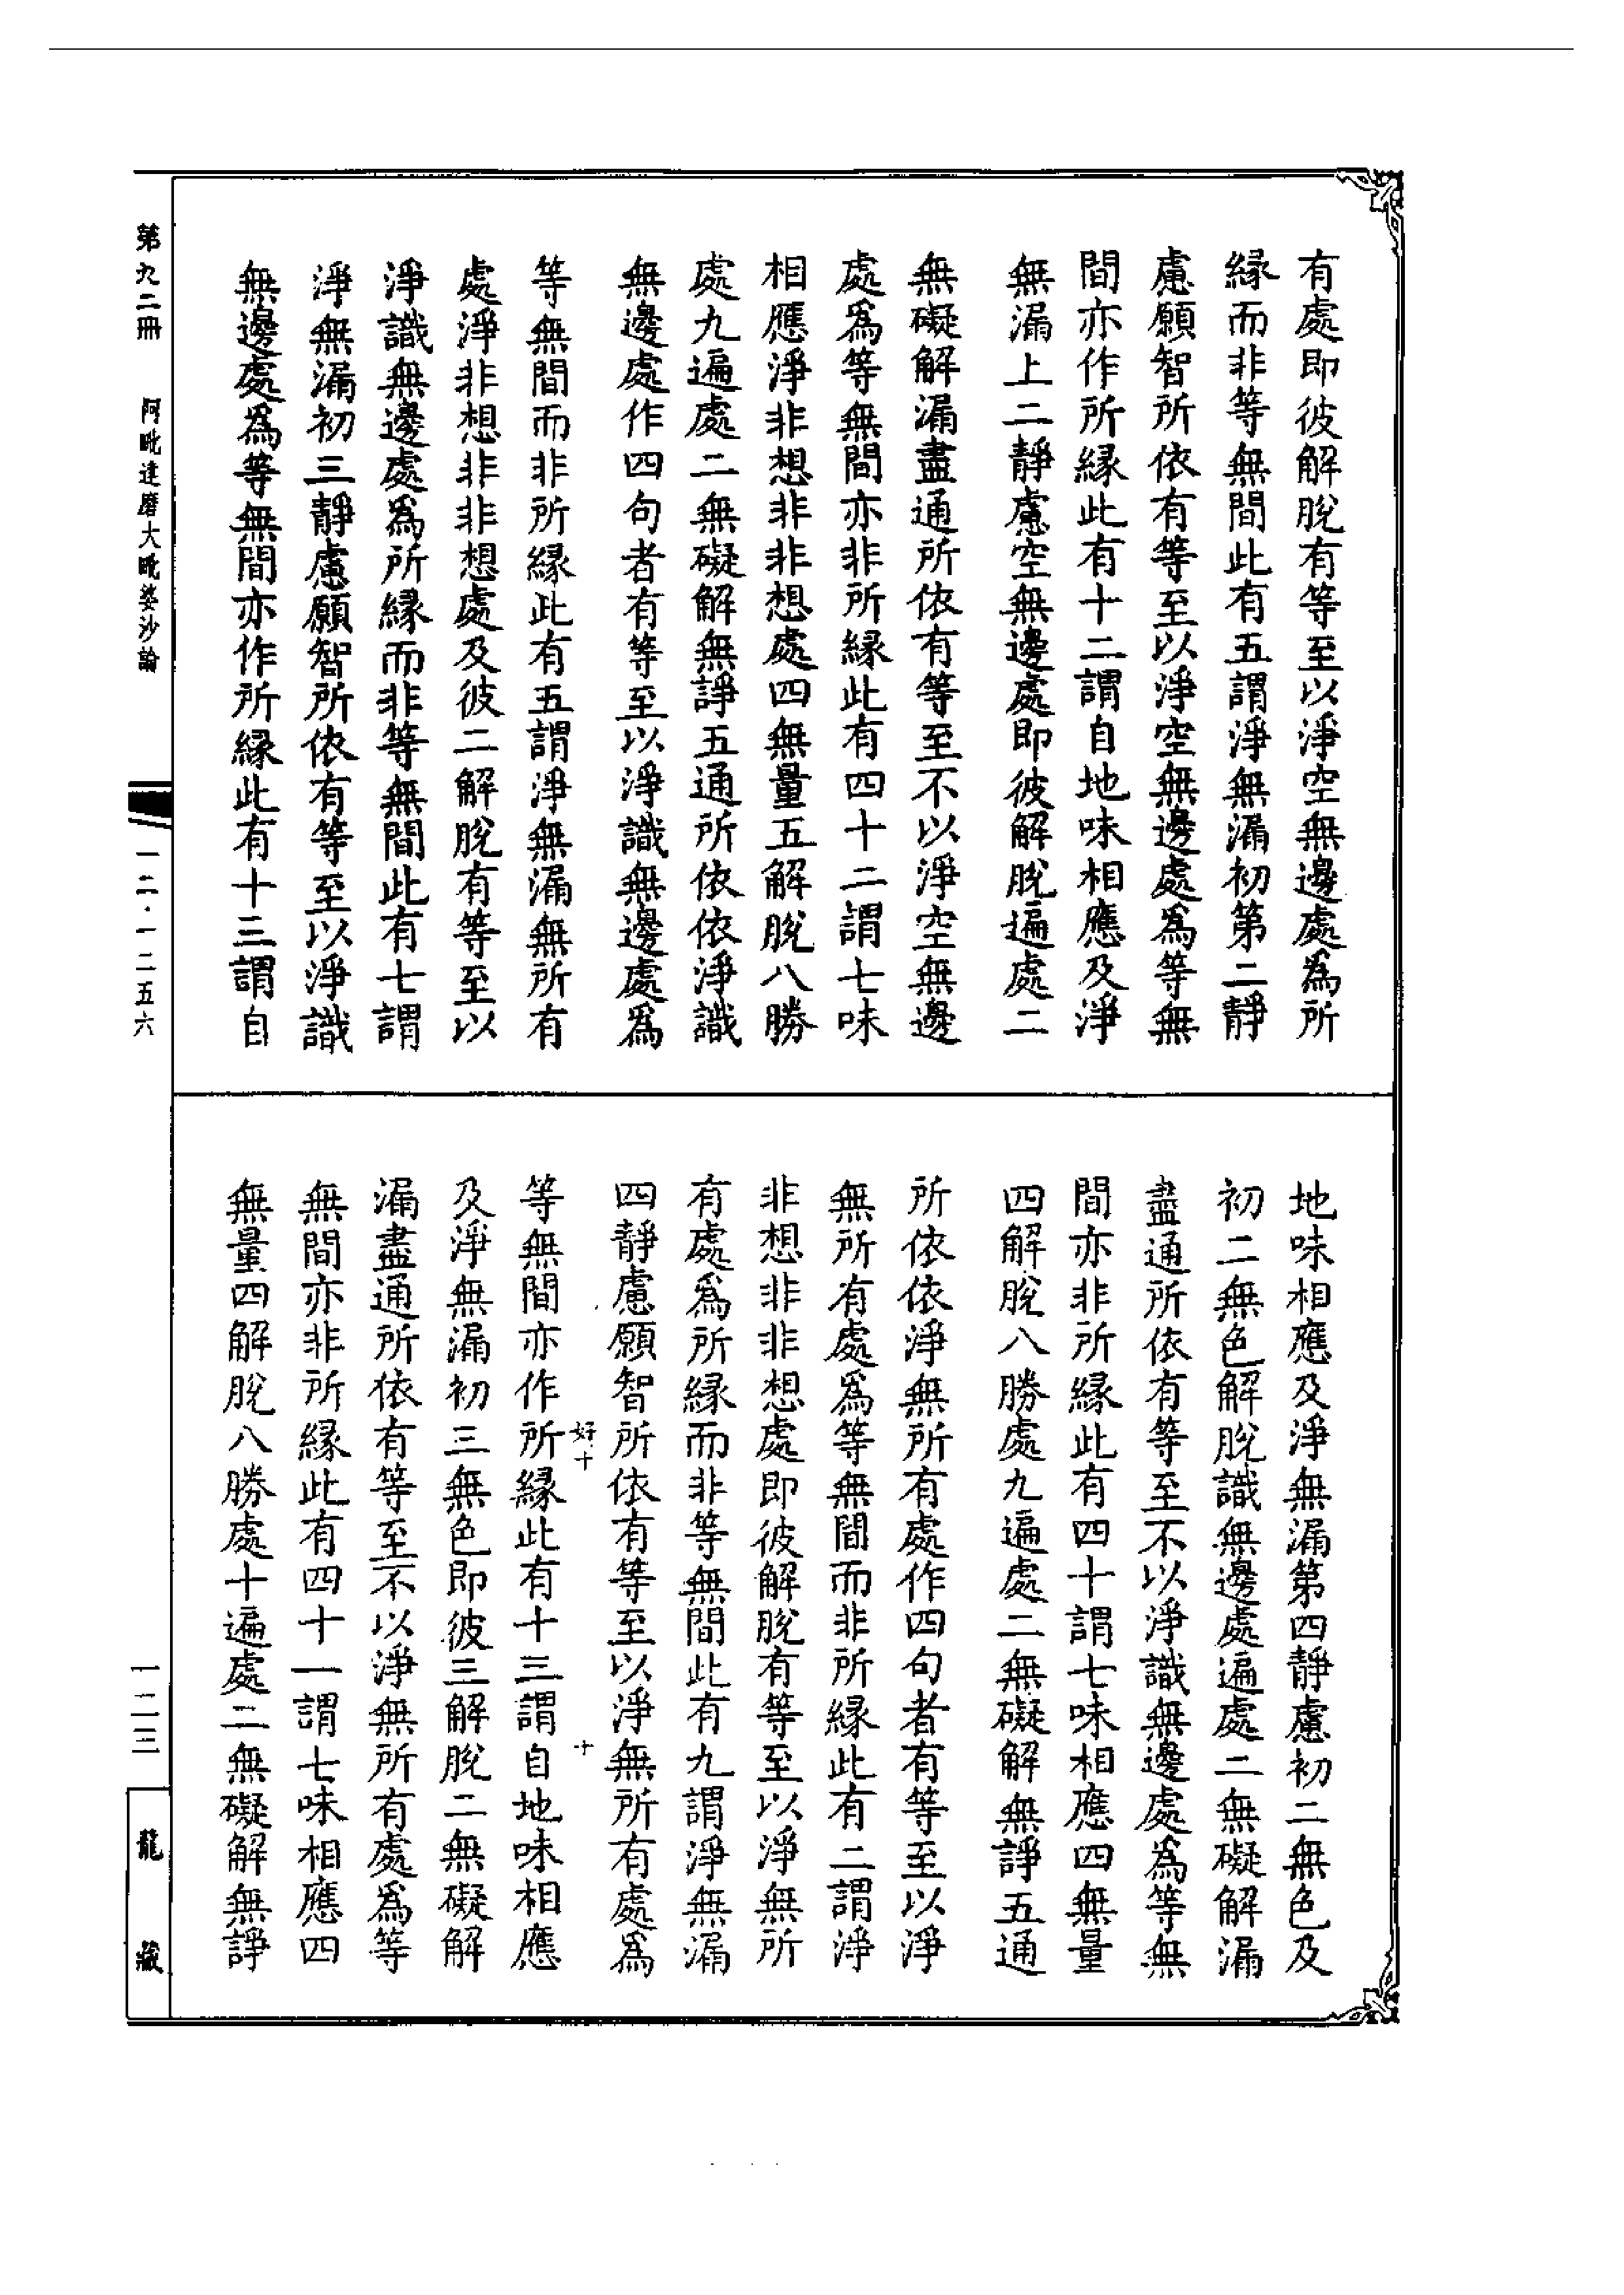 有處即彼解脫有等至以淨空無邊處為所
緣而非等無間此有五謂淨無漏初第二靜
慮願智所依有等至以淨空無邊處為等無
間亦作所緣此有十二謂自地味相應及淨
無漏上二靜慮空無邊處即彼解脫遍處二
無礙解漏盡通所依有等至不以淨空無邊
處為等無間亦非所緣此有四十二謂七味
相應淨非想非非想處四無量五解脫八勝
處九遍處二無礙解無諍五通所依依淨識
無邊處作四句者有等至以淨識無邊處為
等無間而非所緣此有五謂淨無漏無所有
處淨非想非非想處及彼二解脫有等至以
淨識無邊處為所緣而非等無間此有七謂
淨無漏初三靜慮願智所依有等至以淨識
無邊處為等無間亦作所緣此有十三謂自
地味相應及淨無漏第四靜慮初二無色及
初二無色解脫識無邊處遍處二無礙解漏
盡通所依有等至不以淨識無邊處為等無
間亦非所緣此有四十謂七味相應四無量
四解脫八勝處九遍處二無礙解無諍五通
所依依淨無所有處作四句者有等至以淨
無所有處為等無間而非所緣此有二謂淨
非想非非想處即彼解脫有等至以淨無所
有處為所緣而非等無間此有九謂淨無漏
四靜慮願智所依有等至以淨無所有處為
好十
十
等無間亦作所緣此有十三謂自地味相應
及淨無漏初三無色即彼三解脫二無礙解
漏盡通所依有等至不以淨無所有處為等
無間亦非所緣此有四十一謂七味相應四
無量四解脫八勝處十遍處二無礙解無諍
第九二冊
阿毗達磨大毗婆沙論
一二·一二五六
一二三
龍藏